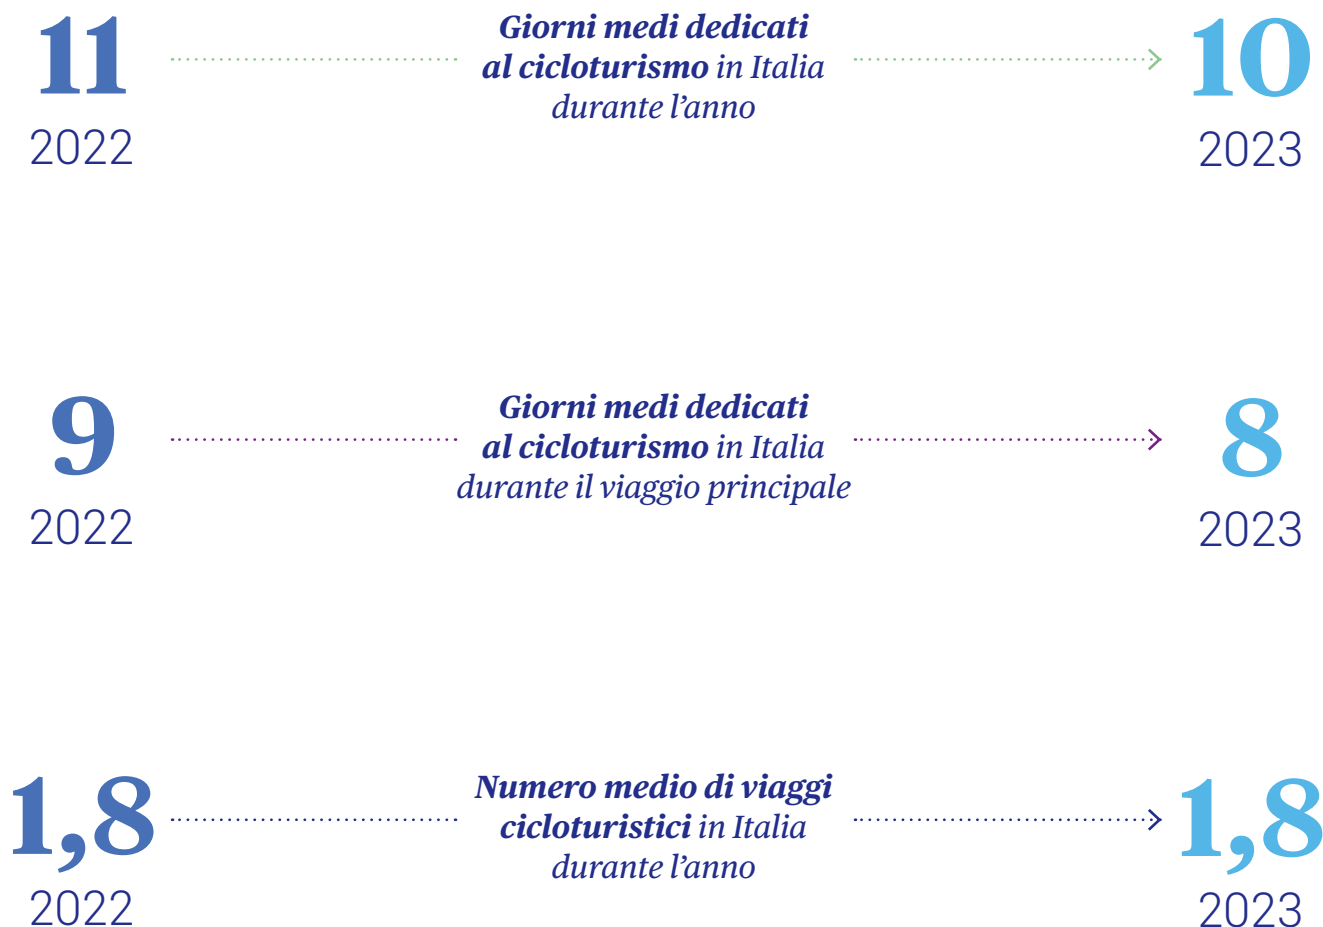 11
2022
Giorni medi dedicati
al cicloturismo in Italia
durante l’anno
10
2023
9
2022
Giorni medi dedicati
al cicloturismo in Italia
durante il viaggio principale
8
2023
1,8
2022
Numero medio di viaggi
cicloturistici in Italia
durante l’anno
1,8
2023